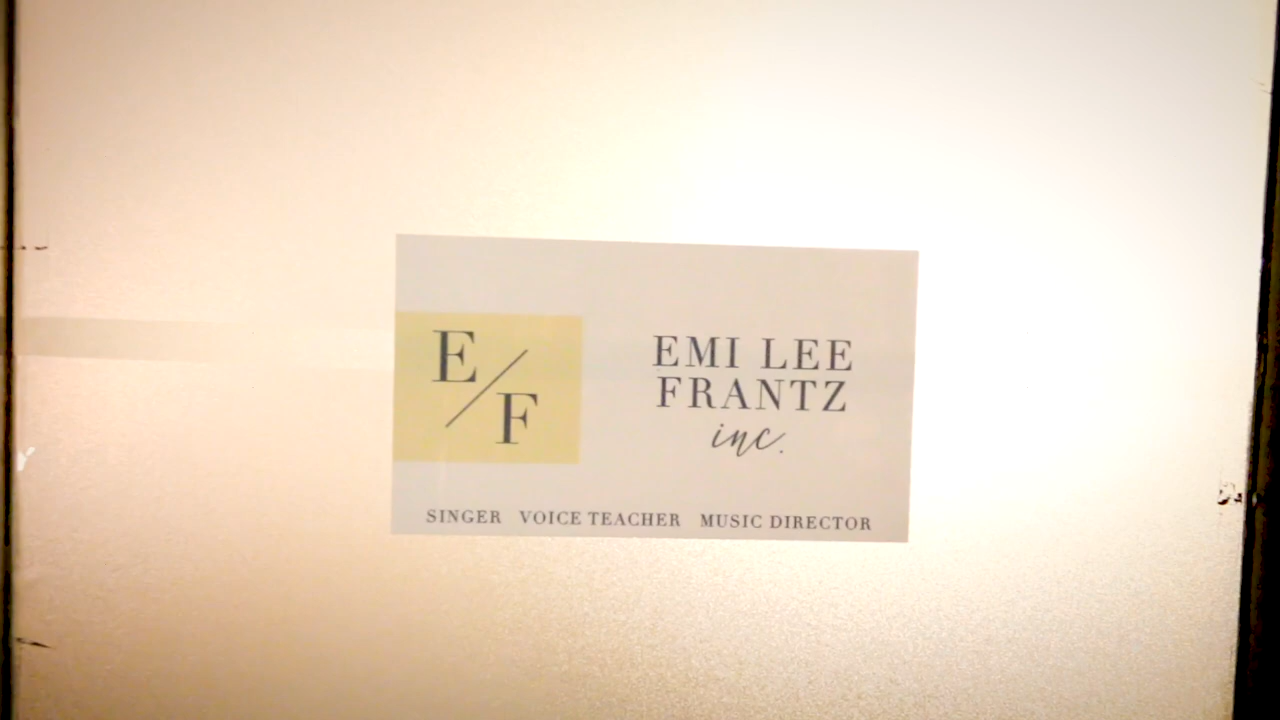 E/F
EMI LEE
FRANTZ
inc.
SINGER VOICE TEACHER MUSIC DIRECTOR